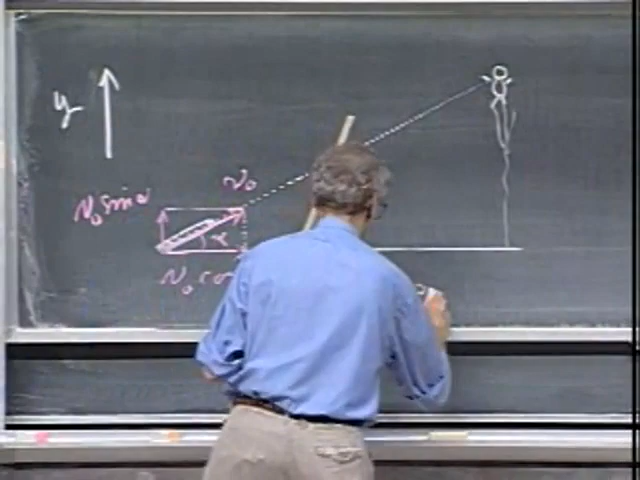 y
v₀
v₀ sin α
α
v₀ co